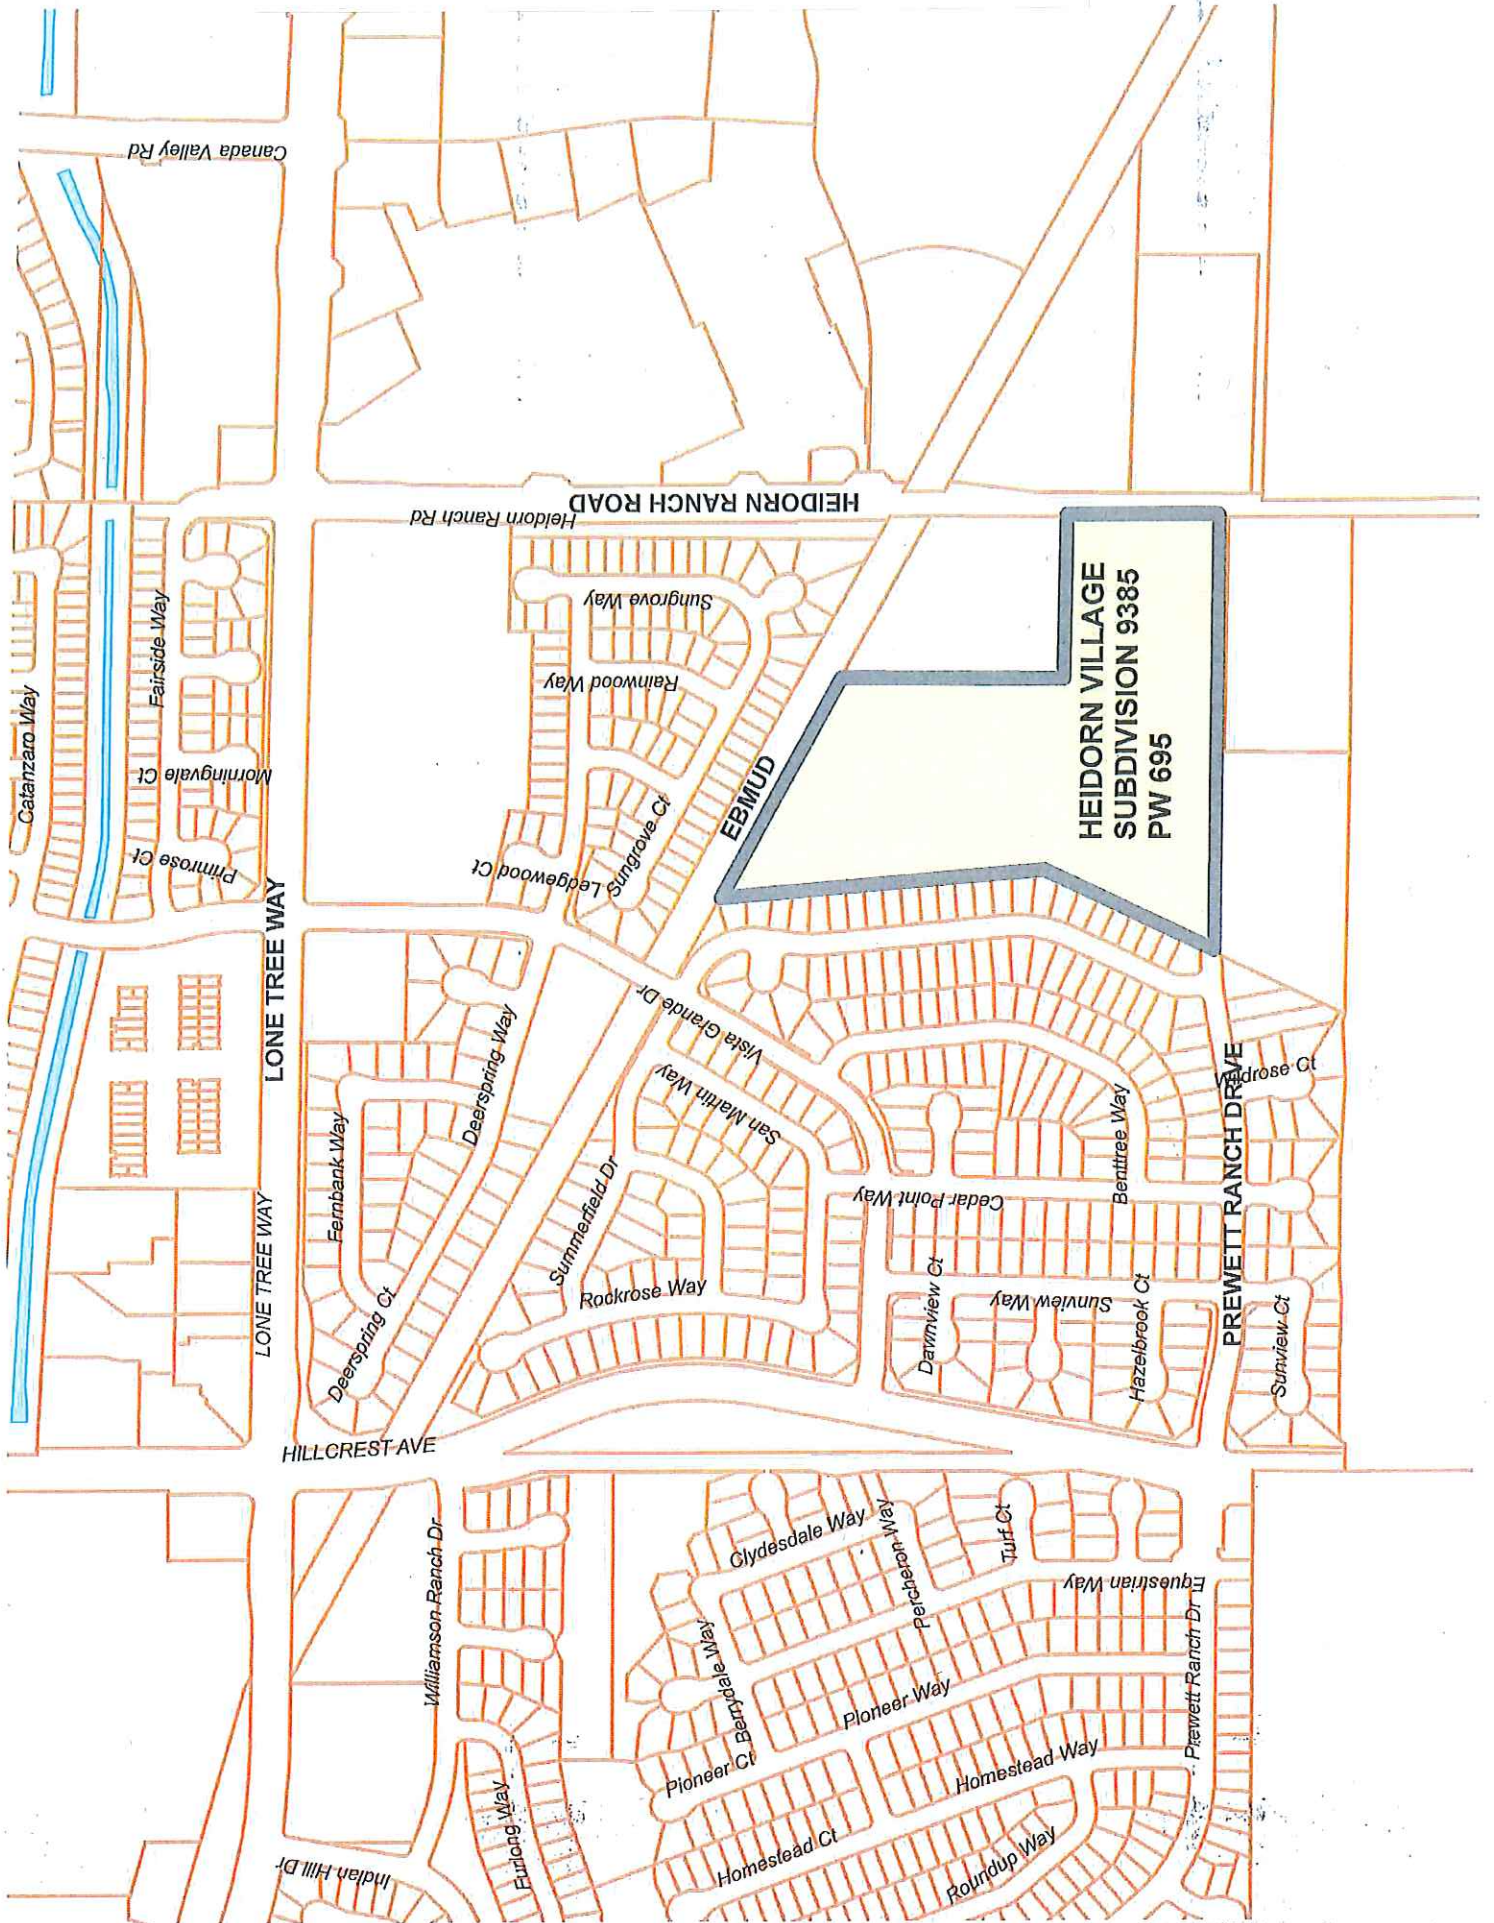 Canada Valley Rd
HEIDORN RANCH ROAD
Heidorn Ranch Rd
Catanzaro Way
Fairside Way
Morningvale Ct
Primrose Ct
Sungrove Way
Rainwood Way
Sungrove Ct
Ledgewood Ct
EBMUD
HEIDORN VILLAGE
SUBDIVISION 9385
PW 695
LONE TREE WAY
Vista Grande Dr
Deerspring Way
San Martin Way
Fernbank Way
Summerfield Dr
Cedar Point Way
Benttree Way
Wildrose Ct
PREWETT RANCH DRIVE
LONE TREE WAY
Deerspring Ct
Rockrose Way
Dawnview Ct
Sunview Way
Hazelbrook Ct
Sunview Ct
HILLCREST AVE
Williamson Ranch Dr
Clydesdale Way
Percheron Way
Turf Ct
Equestrian Way
Berrydale Way
Pioneer Way
Prewett Ranch Dr
Pioneer Ct
Homestead Way
Furlong Way
Indian Hill Dr
Homestead Ct
Roundup Way